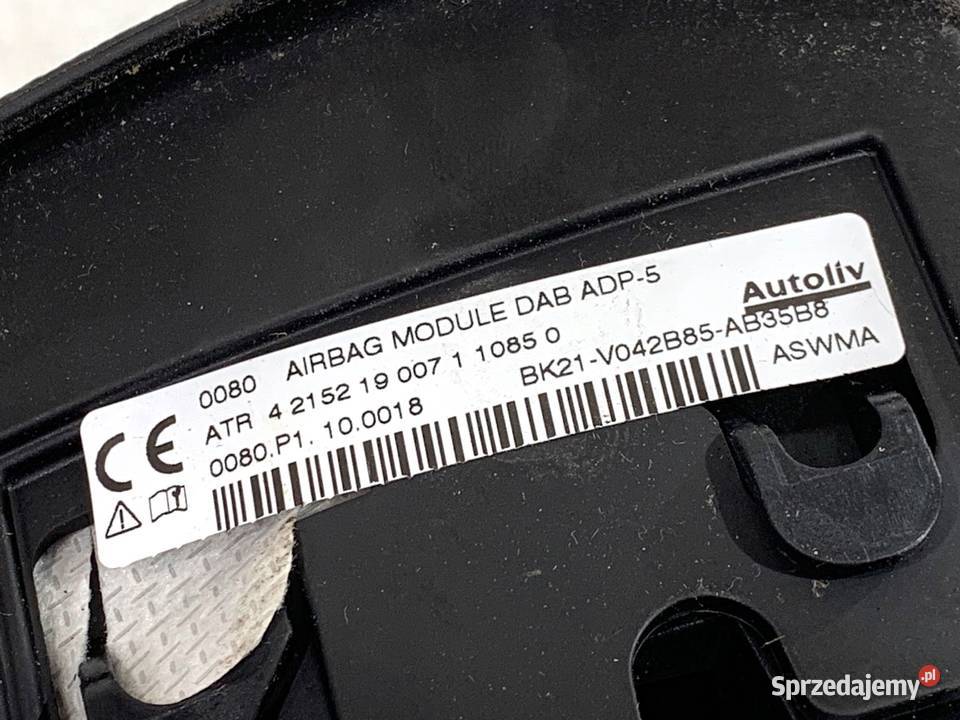 0080 AIRBAG MODULE DAB ADP-5
Autoliv
ATR 4 2152 19 007 1 1085 0
BK21-V042B85-AB35B8
0080.P1. 10.0018
ASWMA
CE
Sprzedajemy.pl